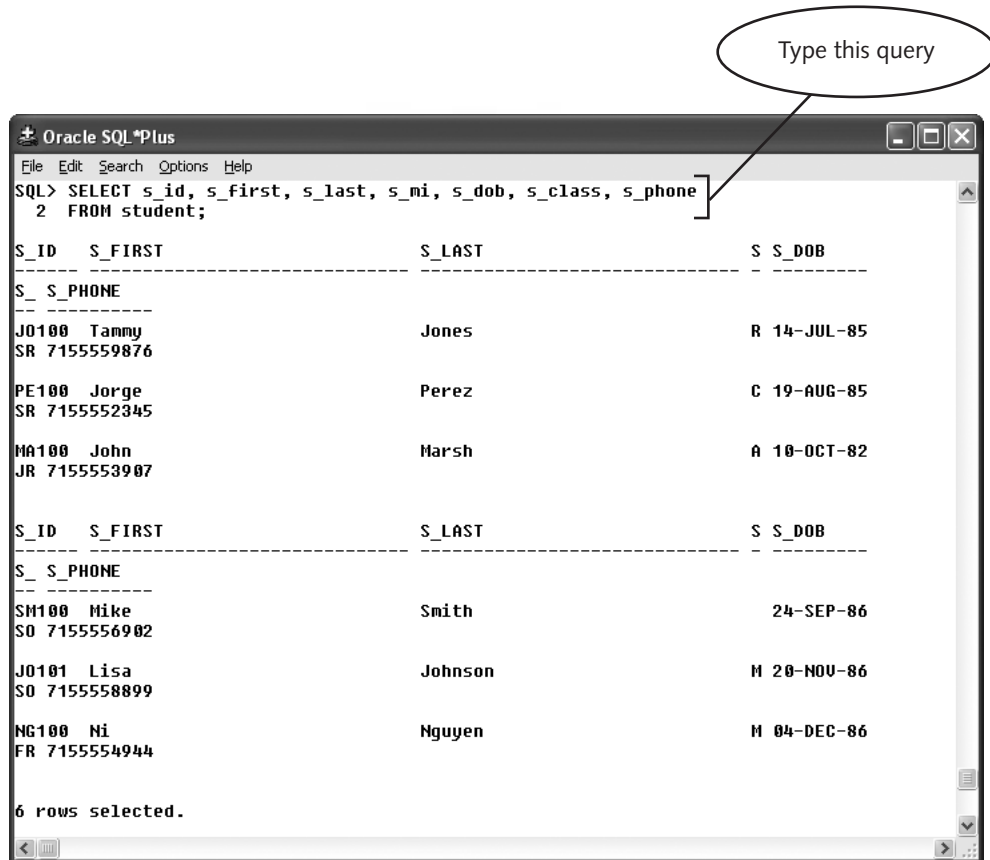 Type this query
Oracle SQL*Plus
File Edit Search Options Help
SQL> SELECT s_id, s_first, s_last, s_mi, s_dob, s_class, s_phone
  2  FROM student;
S_ID   S_FIRST                        S_LAST                         S S_DOB
------ ------------------------------ ------------------------------ - ---------
S_ S_PHONE
-- ----------
JO100  Tammy                          Jones                          R 14-JUL-85
SR 7155559876
PE100  Jorge                          Perez                          C 19-AUG-85
SR 7155552345
MA100  John                           Marsh                          A 10-OCT-82
JR 7155553907
S_ID   S_FIRST                        S_LAST                         S S_DOB
------ ------------------------------ ------------------------------ - ---------
S_ S_PHONE
-- ----------
SM100  Mike                           Smith                            24-SEP-86
SO 7155556902
JO101  Lisa                           Johnson                        M 20-NOV-86
SO 7155558899
NG100  Ni                             Nguyen                         M 04-DEC-86
FR 7155554944
6 rows selected.